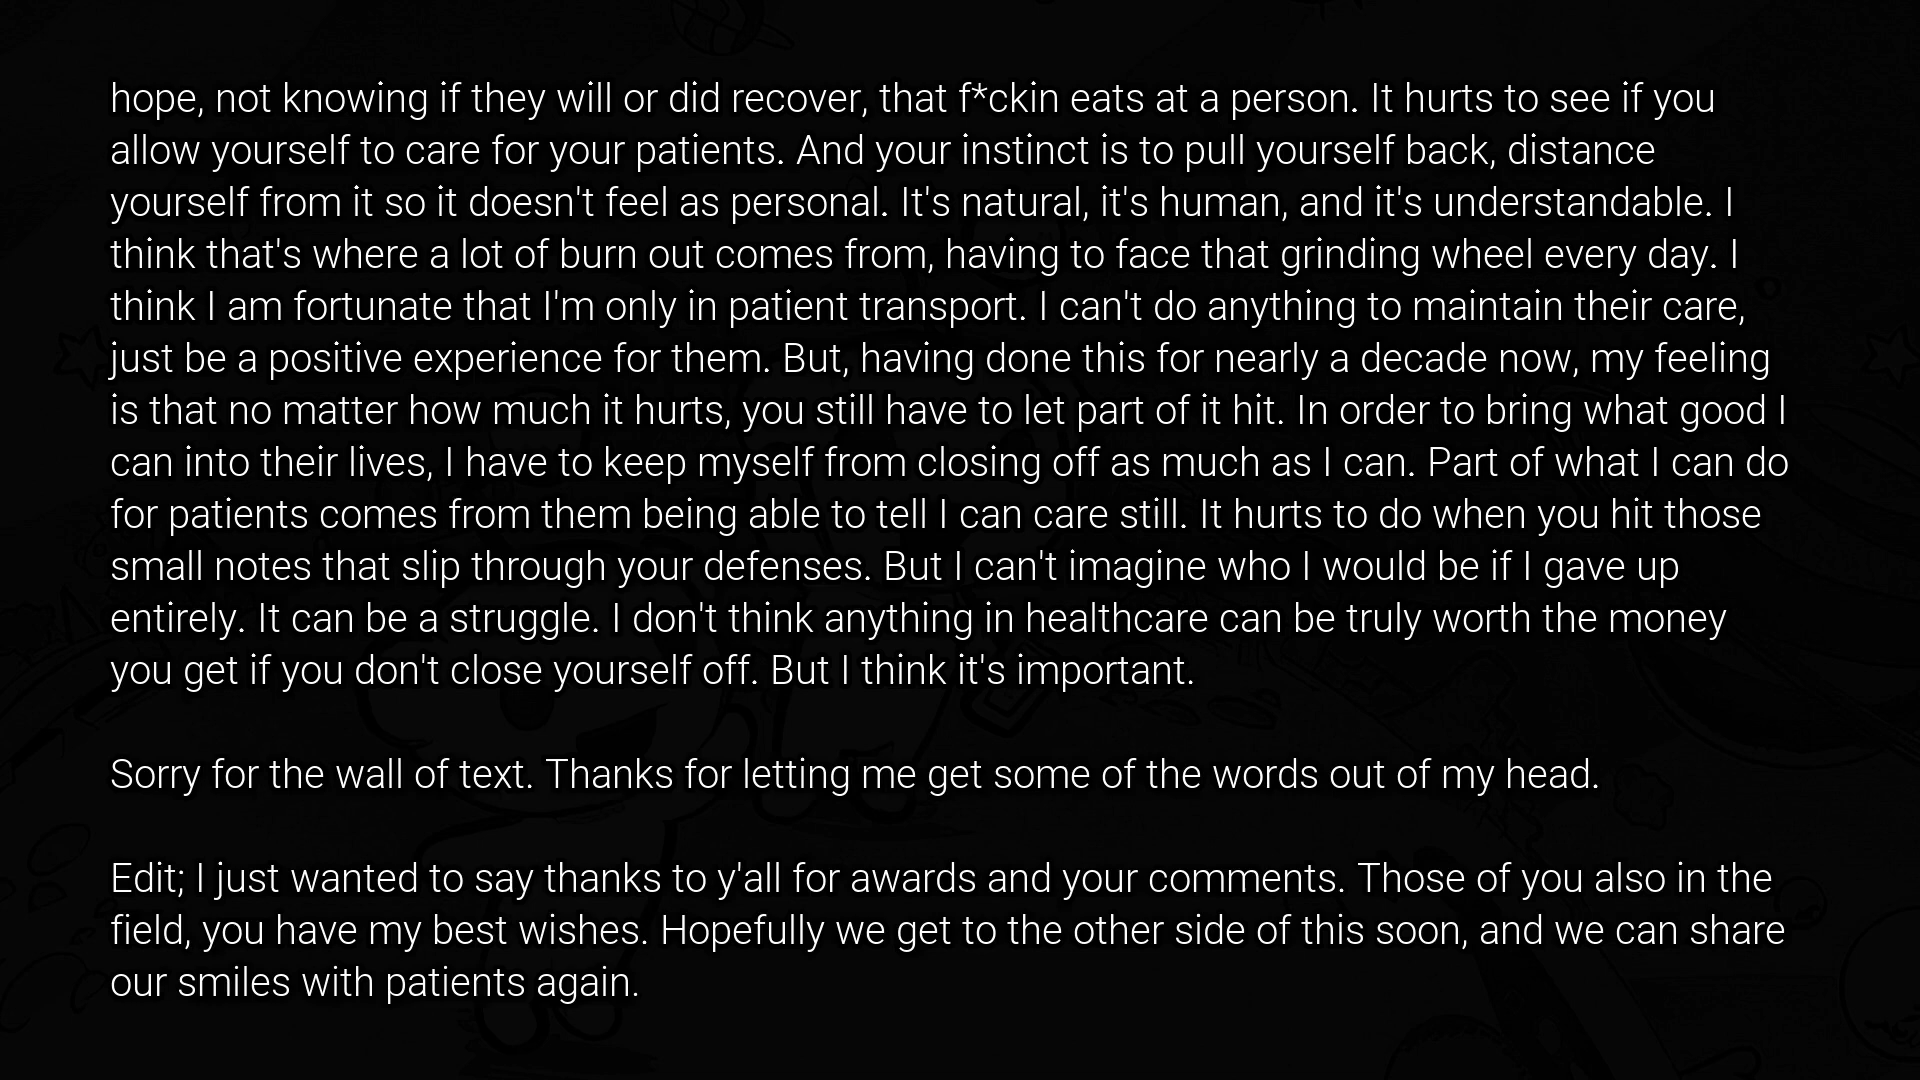 hope, not knowing if they will or did recover, that f*ckin eats at a person. It hurts to see if you
allow yourself to care for your patients. And your instinct is to pull yourself back, distance
yourself from it so it doesn't feel as personal. It's natural, it's human, and it's understandable. I
think that's where a lot of burn out comes from, having to face that grinding wheel every day. I
think I am fortunate that I'm only in patient transport. I can't do anything to maintain their care,
just be a positive experience for them. But, having done this for nearly a decade now, my feeling
is that no matter how much it hurts, you still have to let part of it hit. In order to bring what good I
can into their lives, I have to keep myself from closing off as much as I can. Part of what I can do
for patients comes from them being able to tell I can care still. It hurts to do when you hit those
small notes that slip through your defenses. But I can't imagine who I would be if I gave up
entirely. It can be a struggle. I don't think anything in healthcare can be truly worth the money
you get if you don't close yourself off. But I think it's important.
Sorry for the wall of text. Thanks for letting me get some of the words out of my head.
Edit; I just wanted to say thanks to y'all for awards and your comments. Those of you also in the
field, you have my best wishes. Hopefully we get to the other side of this soon, and we can share
our smiles with patients again.